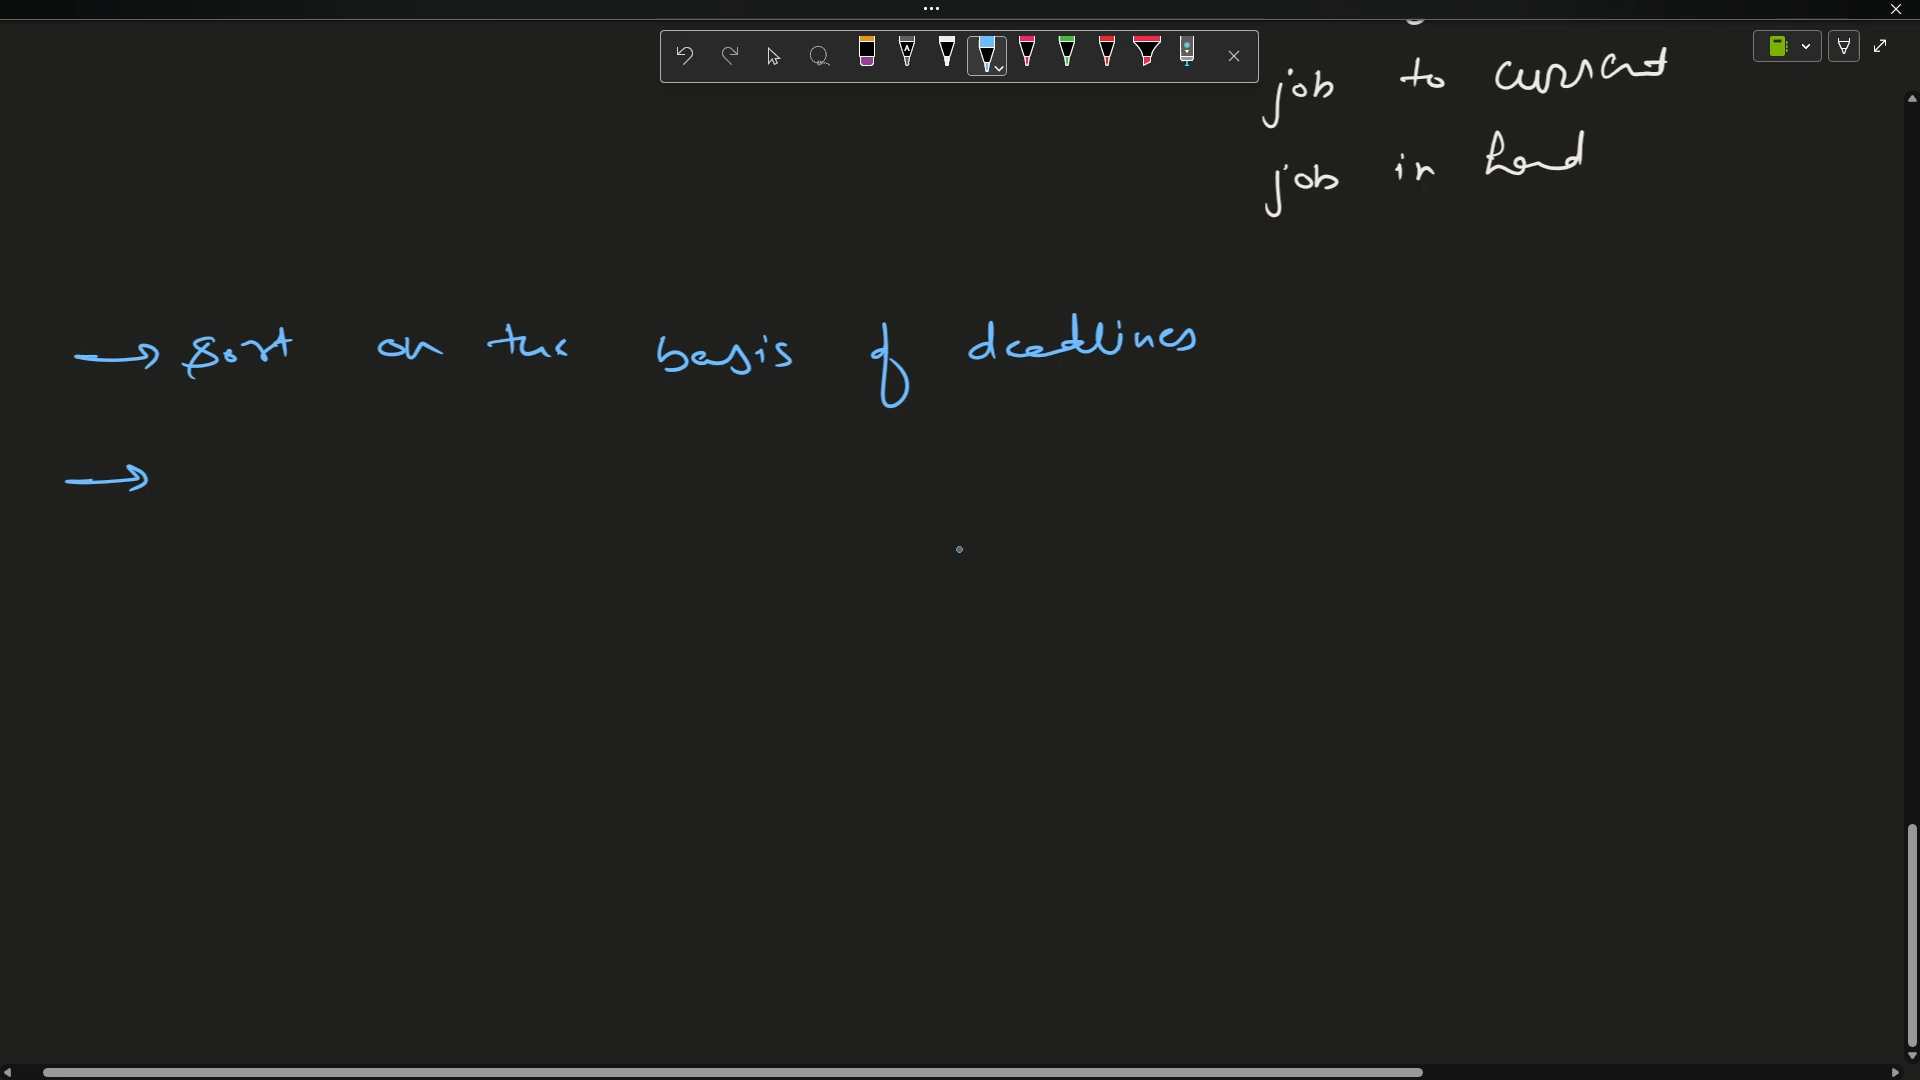 job to current
job in hand
→ sort on the basis of deadlines
→